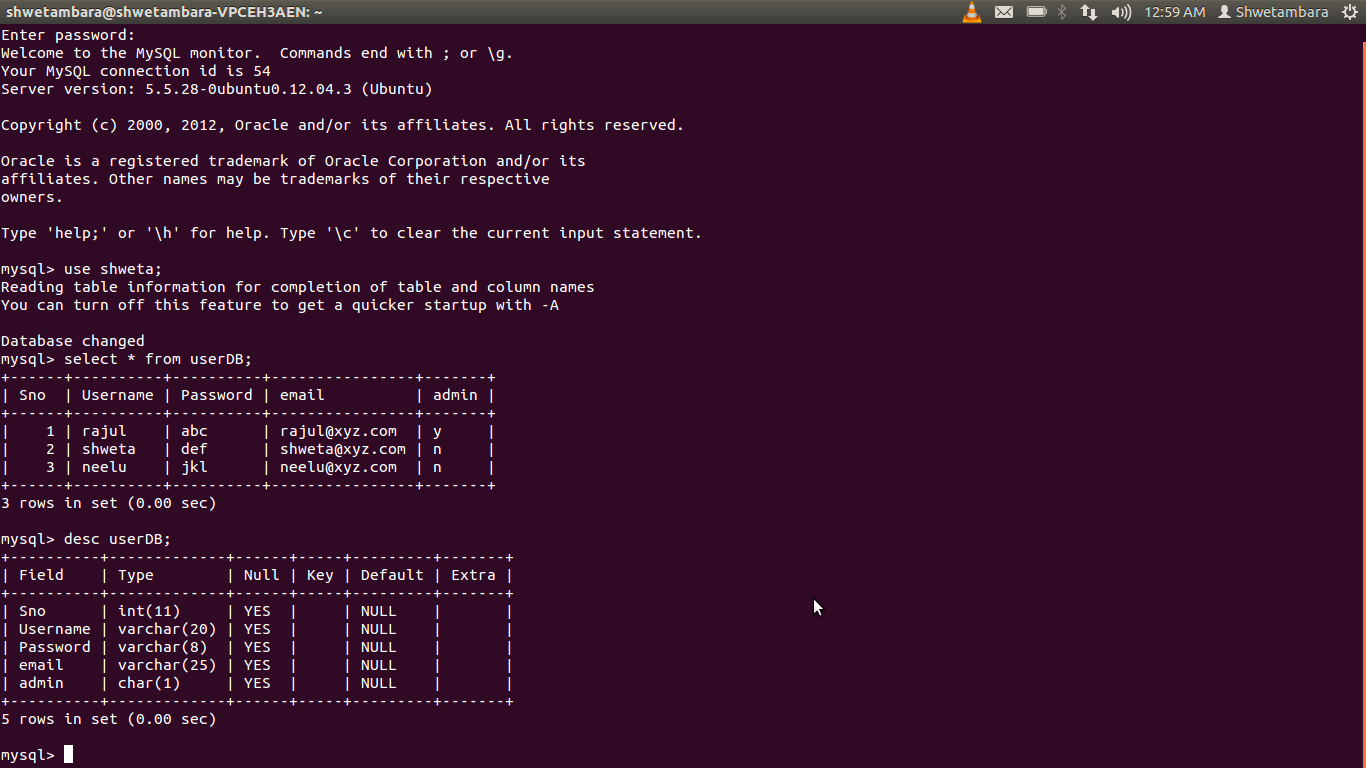 shwetambara@shwetambara-VPCEH3AEN: ~ 12:59 AM Shwetambara
Enter password:
Welcome to the MySQL monitor.  Commands end with ; or \g.
Your MySQL connection id is 54
Server version: 5.5.28-0ubuntu0.12.04.3 (Ubuntu)

Copyright (c) 2000, 2012, Oracle and/or its affiliates. All rights reserved.

Oracle is a registered trademark of Oracle Corporation and/or its
affiliates. Other names may be trademarks of their respective
owners.

Type 'help;' or '\h' for help. Type '\c' to clear the current input statement.

mysql> use shweta;
Reading table information for completion of table and column names
You can turn off this feature to get a quicker startup with -A

Database changed
mysql> select * from userDB;
+------+----------+----------+----------------+-------+
| Sno  | Username | Password | email          | admin |
+------+----------+----------+----------------+-------+
|    1 | rajul    | abc      | rajul@xyz.com  | y     |
|    2 | shweta   | def      | shweta@xyz.com | n     |
|    3 | neelu    | jkl      | neelu@xyz.com  | n     |
+------+----------+----------+----------------+-------+
3 rows in set (0.00 sec)

mysql> desc userDB;
+----------+-------------+------+-----+---------+-------+
| Field    | Type        | Null | Key | Default | Extra |
+----------+-------------+------+-----+---------+-------+
| Sno      | int(11)     | YES  |     | NULL    |       |
| Username | varchar(20) | YES  |     | NULL    |       |
| Password | varchar(8)  | YES  |     | NULL    |       |
| email    | varchar(25) | YES  |     | NULL    |       |
| admin    | char(1)     | YES  |     | NULL    |       |
+----------+-------------+------+-----+---------+-------+
5 rows in set (0.00 sec)

mysql>